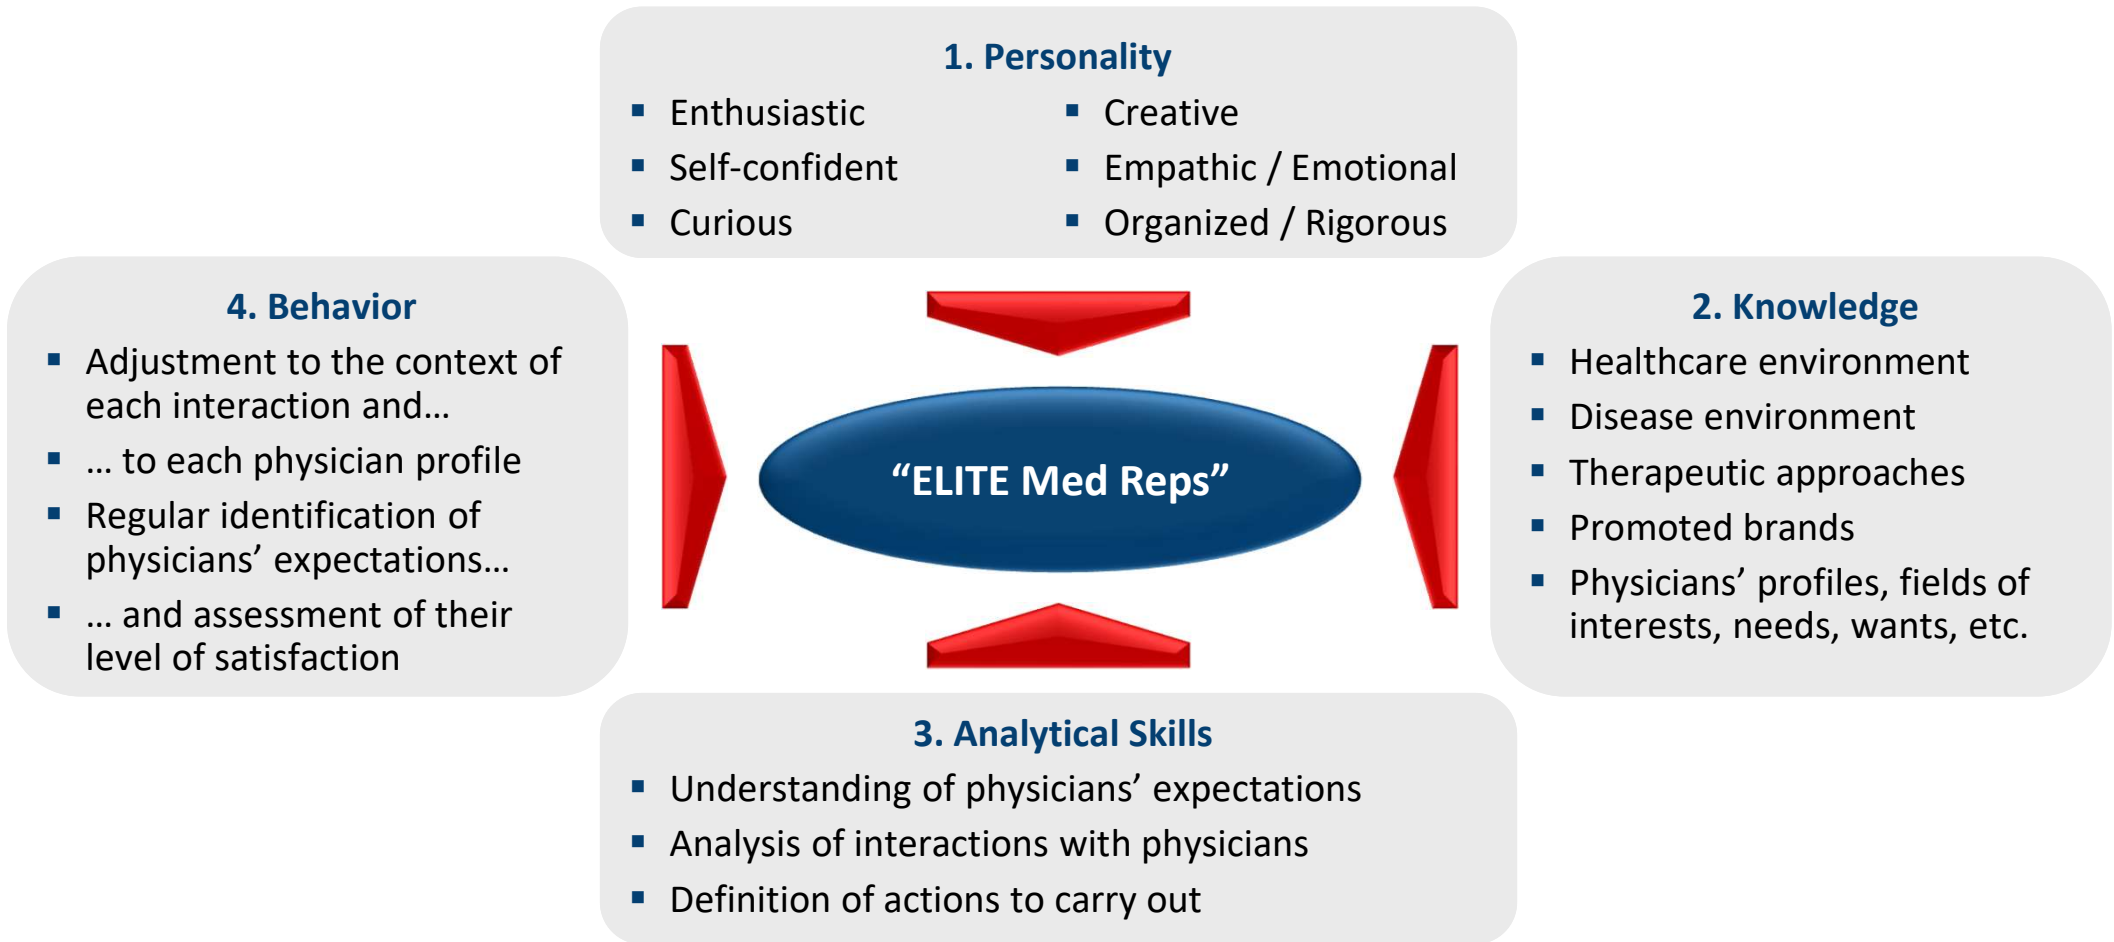 1. Personality
▪ Enthusiastic
▪ Self-confident
▪ Curious
▪ Creative
▪ Empathic / Emotional
▪ Organized / Rigorous
2. Knowledge
▪ Healthcare environment
▪ Disease environment
▪ Therapeutic approaches
▪ Promoted brands
▪ Physicians’ profiles, fields of
interests, needs, wants, etc.
3. Analytical Skills
▪ Understanding of physicians’ expectations
▪ Analysis of interactions with physicians
▪ Definition of actions to carry out
4. Behavior
▪ Adjustment to the context of
each interaction and…
▪ … to each physician profile
▪ Regular identification of
physicians’ expectations…
▪ … and assessment of their
level of satisfaction
“ELITE Med Reps”